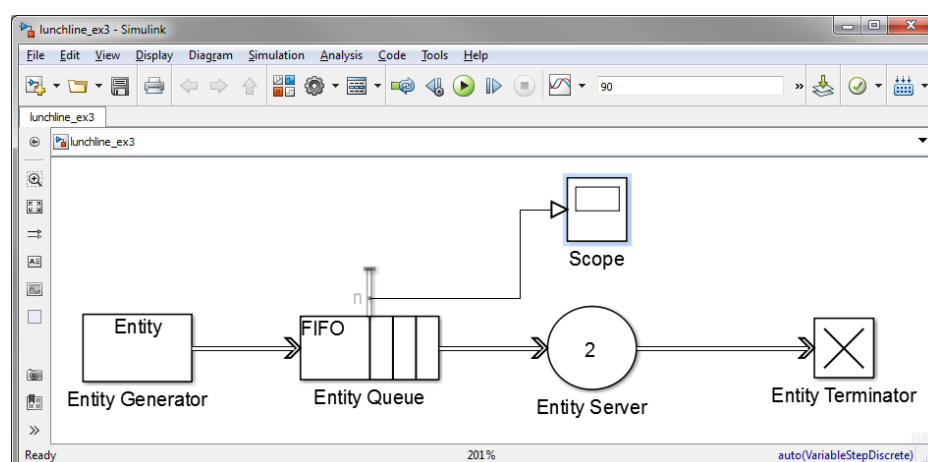 lunchline_ex3 - Simulink
File Edit View Display Diagram Simulation Analysis Code Tools Help
90 »
lunchline_ex3
lunchline_ex3
Scope
n
Entity
FIFO
2
Entity Generator
Entity Queue
Entity Server
Entity Terminator
»
Ready 201% auto(VariableStepDiscrete)